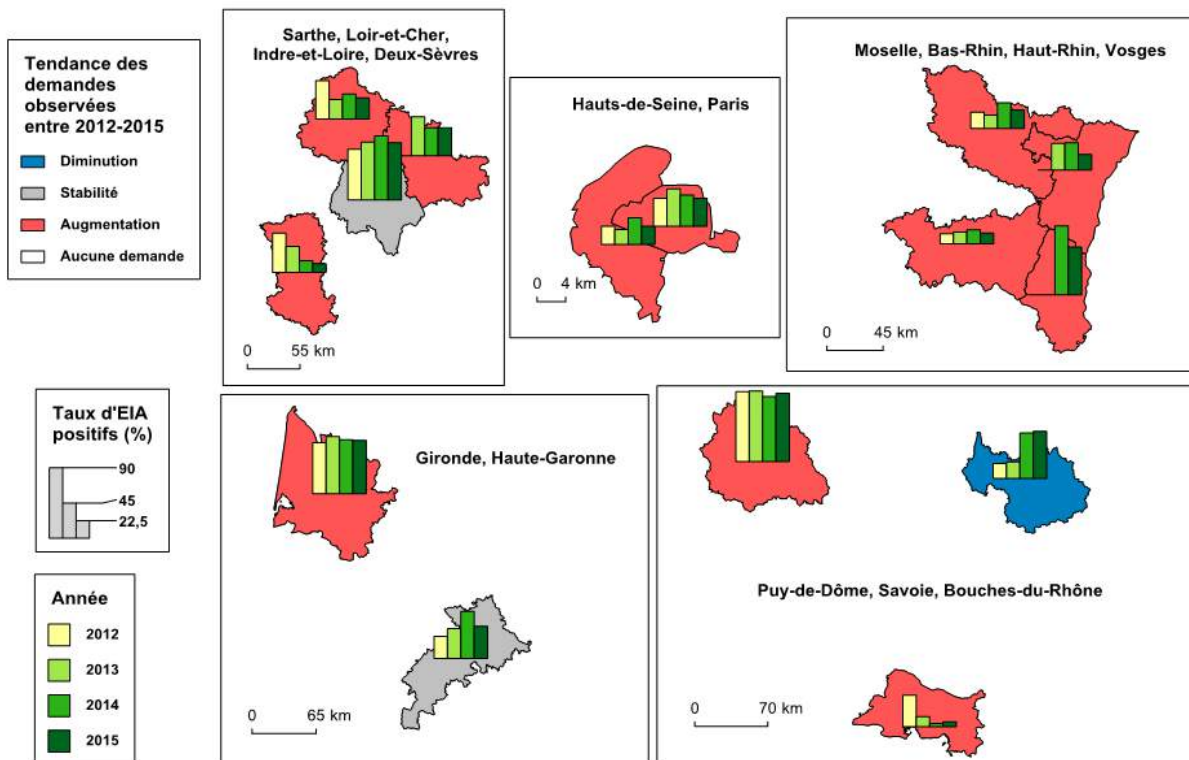 Tendance des
demandes
observées
entre 2012-2015
Diminution
Stabilité
Augmentation
Aucune demande
Sarthe, Loir-et-Cher,
Indre-et-Loire, Deux-Sèvres
0 55 km
Hauts-de-Seine, Paris
0 4 km
Moselle, Bas-Rhin, Haut-Rhin, Vosges
0 45 km
Taux d'EIA
positifs (%)
90
45
22,5
Année
2012
2013
2014
2015
Gironde, Haute-Garonne
0 65 km
Puy-de-Dôme, Savoie, Bouches-du-Rhône
0 70 km